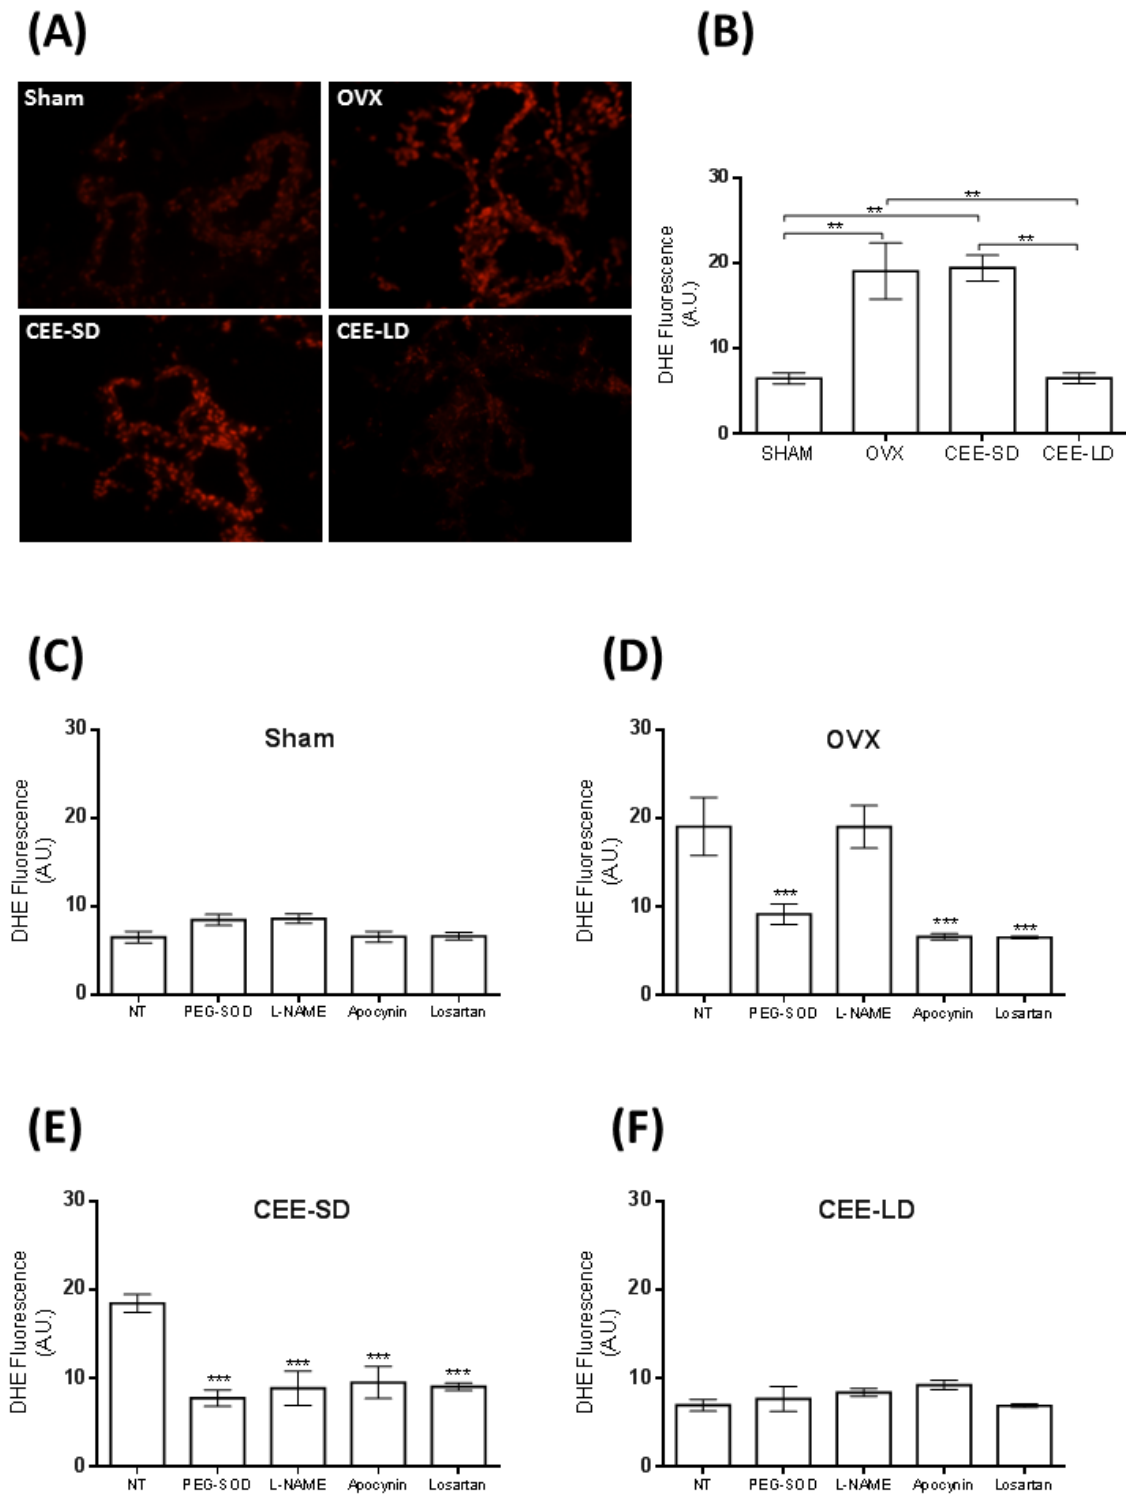 (A)
Sham
OVX
CEE-SD
CEE-LD
(B)
DHE Fluorescence
(A.U.)
30
20
10
0
**
**
**
**
SHAM OVX CEE-SD CEE-LD
(C)
Sham
DHE Fluorescence
(A.U.)
30
20
10
0
NT PEG-SOD L-NAME Apocynin Losartan
(D)
OVX
DHE Fluorescence
(A.U.)
30
20
10
0
***
***
***
NT PEG-SOD L-NAME Apocynin Losartan
(E)
CEE-SD
DHE Fluorescence
(A.U.)
30
20
10
0
***
***
***
***
NT PEG-SOD L-NAME Apocynin Losartan
(F)
CEE-LD
DHE Fluorescence
(A.U.)
30
20
10
0
NT PEG-SOD L-NAME Apocynin Losartan